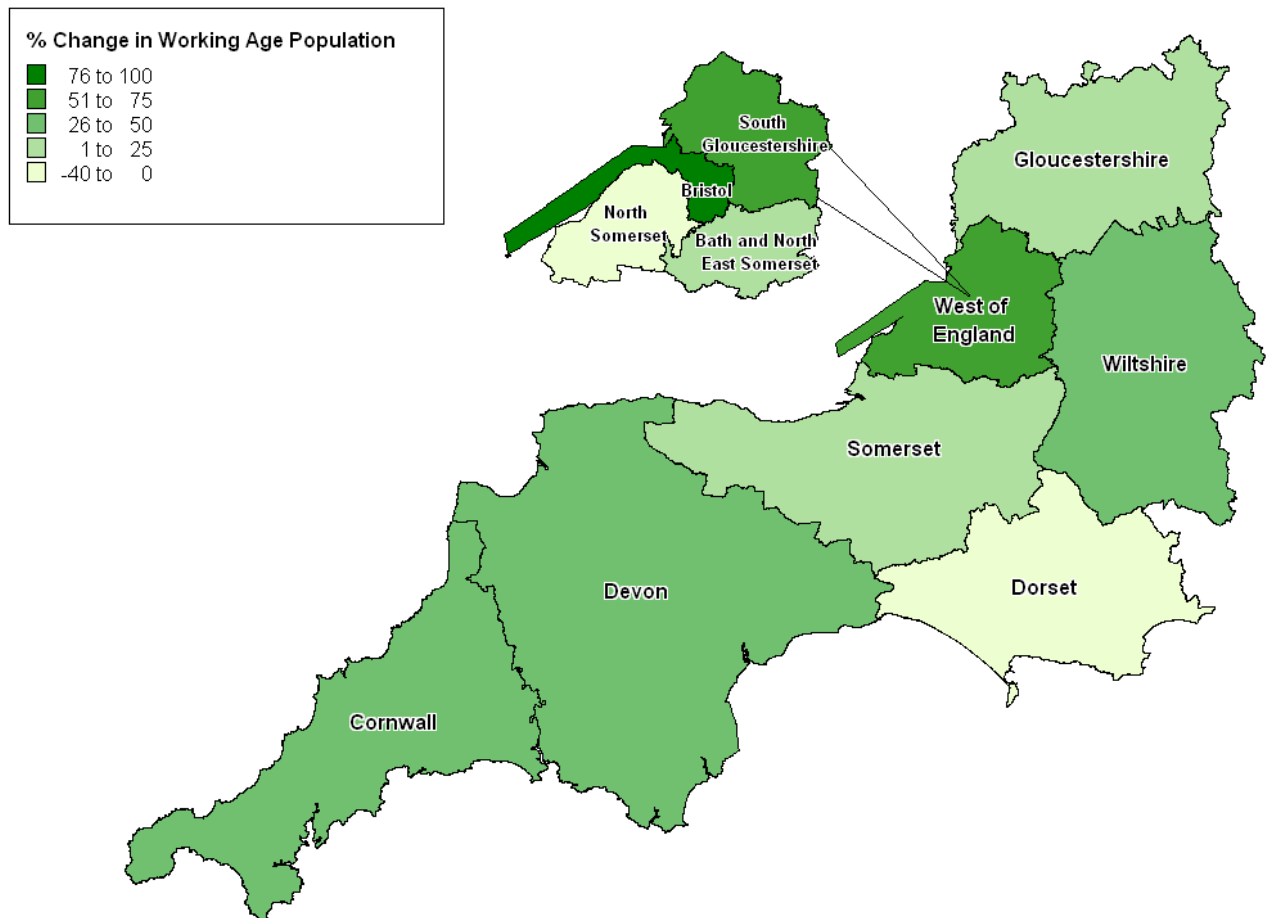 % Change in Working Age Population
76 to 100
51 to 75
26 to 50
1 to 25
-40 to 0
South
Gloucestershire
Bristol
North
Somerset
Bath and North
East Somerset
Gloucestershire
West of
England
Wiltshire
Somerset
Devon
Dorset
Cornwall